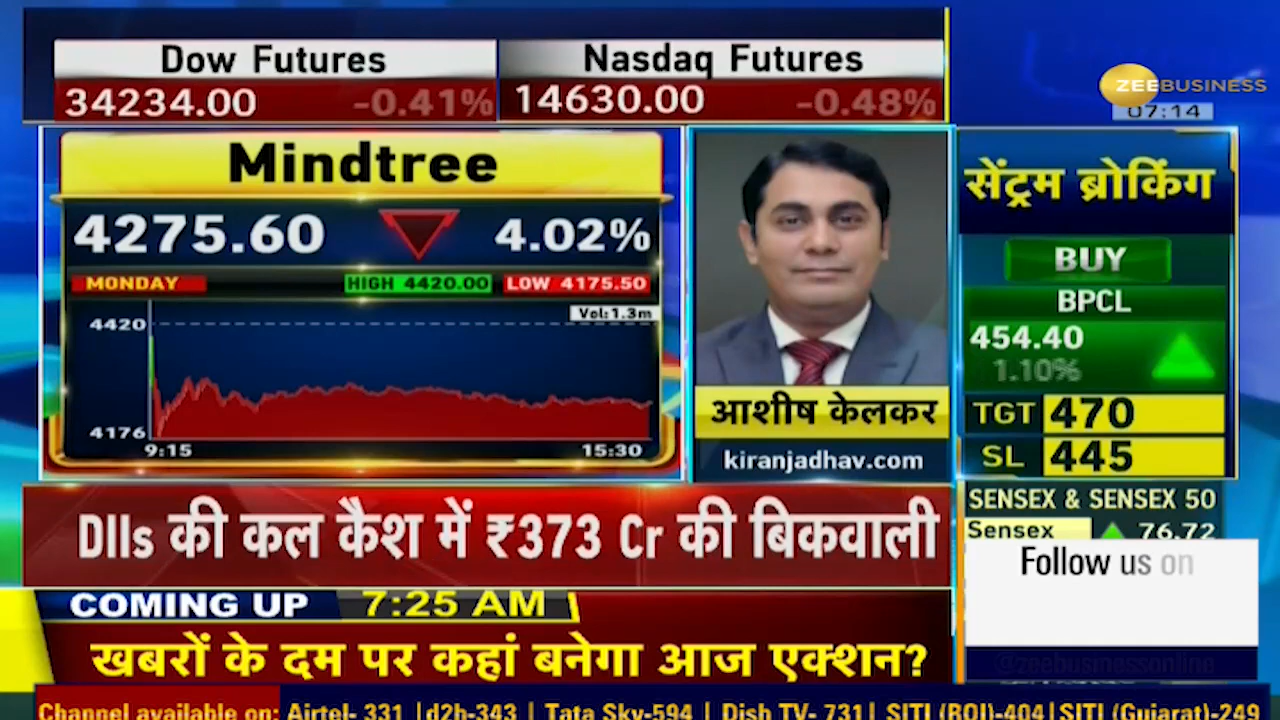 Dow Futures
34234.00 -0.41%
Nasdaq Futures
14630.00 -0.48%
ZEEBUSINESS
07:14
Mindtree
4275.60 4.02%
MONDAY HIGH 4420.00 LOW 4175.50
Vol:1.3m
4420
4176
9:15 15:30
आशीष केलकर
kiranjadhav.com
सेंट्रम ब्रोकिंग
BUY
BPCL
454.40
1.10%
TGT 470
SL 445
SENSEX & SENSEX 50
Sensex 76.72
Follow us on
@zeebusinessonline
DIIs की कल कैश में ₹373 Cr की बिकवाली
COMING UP 7:25 AM
खबरों के दम पर कहां बनेगा आज एक्शन?
Channel available on: Airtel- 331 |d2h-343 | Tata Sky-594 | Dish TV- 731| SITI (ROI)-404|SITI (Gujarat)-249